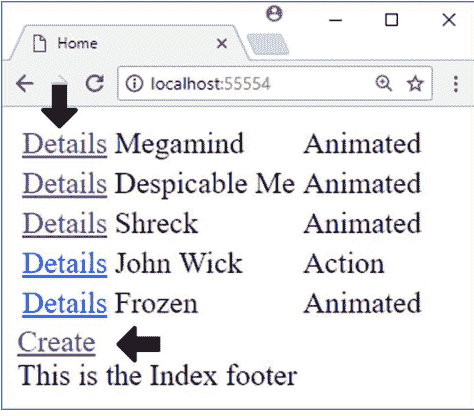 Home
localhost:55554
Details Megamind Animated
Details Despicable Me Animated
Details Shreck Animated
Details John Wick Action
Details Frozen Animated
Create
This is the Index footer